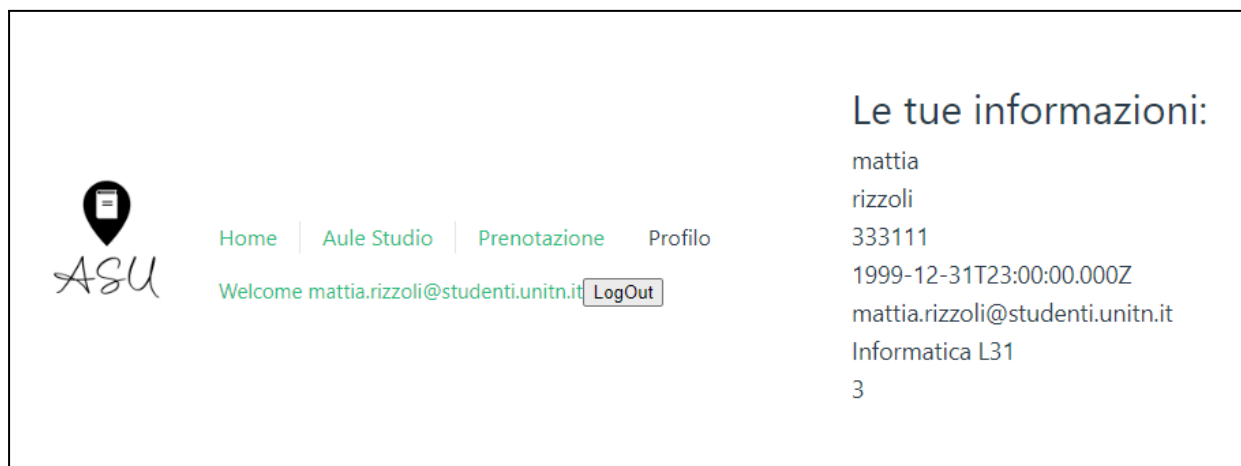 ASU
Home Aule Studio Prenotazione Profilo
Welcome mattia.rizzoli@studenti.unitn.it LogOut
Le tue informazioni:
mattia
rizzoli
333111
1999-12-31T23:00:00.000Z
mattia.rizzoli@studenti.unitn.it
Informatica L31
3